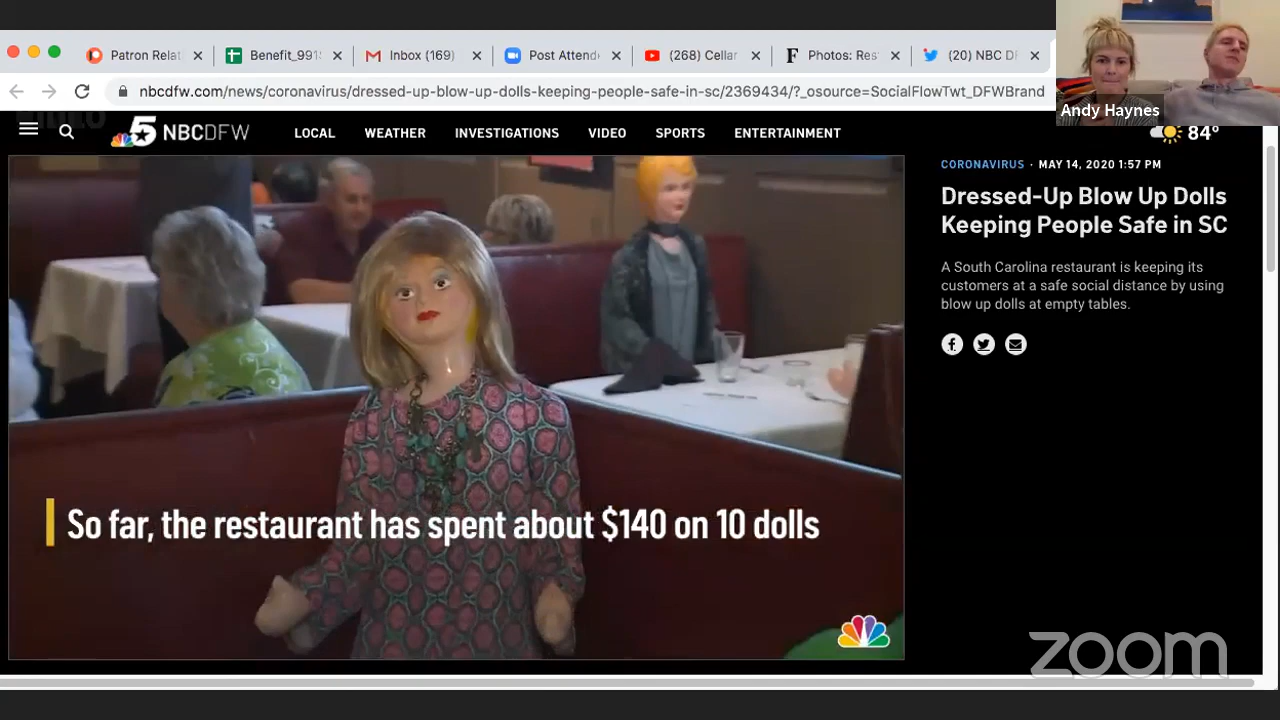 Patron Relat
Benefit_991
Inbox (169)
Post Attend
(268) Cellar
Photos: Res
(20) NBC D
nbcdfw.com/news/coronavirus/dressed-up-blow-up-dolls-keeping-people-safe-in-sc/2369434/?_osource=SocialFlowTwt_DFWBrand
Andy Haynes
5 NBCDFW
LOCAL WEATHER INVESTIGATIONS VIDEO SPORTS ENTERTAINMENT
84°
CORONAVIRUS · MAY 14, 2020 1:57 PM
Dressed-Up Blow Up Dolls
Keeping People Safe in SC
A South Carolina restaurant is keeping its
customers at a safe social distance by using
blow up dolls at empty tables.
So far, the restaurant has spent about $140 on 10 dolls
zoom